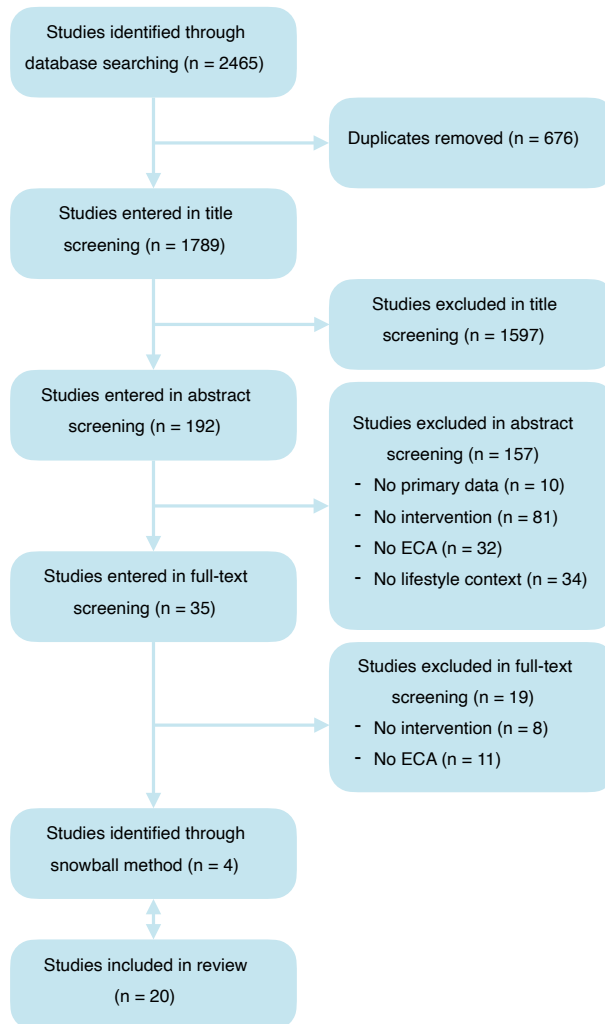 Studies identified through
database searching (n = 2465)
Duplicates removed (n = 676)
Studies entered in title
screening (n = 1789)
Studies excluded in title
screening (n = 1597)
Studies entered in abstract
screening (n = 192)
Studies excluded in abstract
screening (n = 157)
- No primary data (n = 10)
- No intervention (n = 81)
- No ECA (n = 32)
- No lifestyle context (n = 34)
Studies entered in full-text
screening (n = 35)
Studies excluded in full-text
screening (n = 19)
- No intervention (n = 8)
- No ECA (n = 11)
Studies identified through
snowball method (n = 4)
Studies included in review
(n = 20)